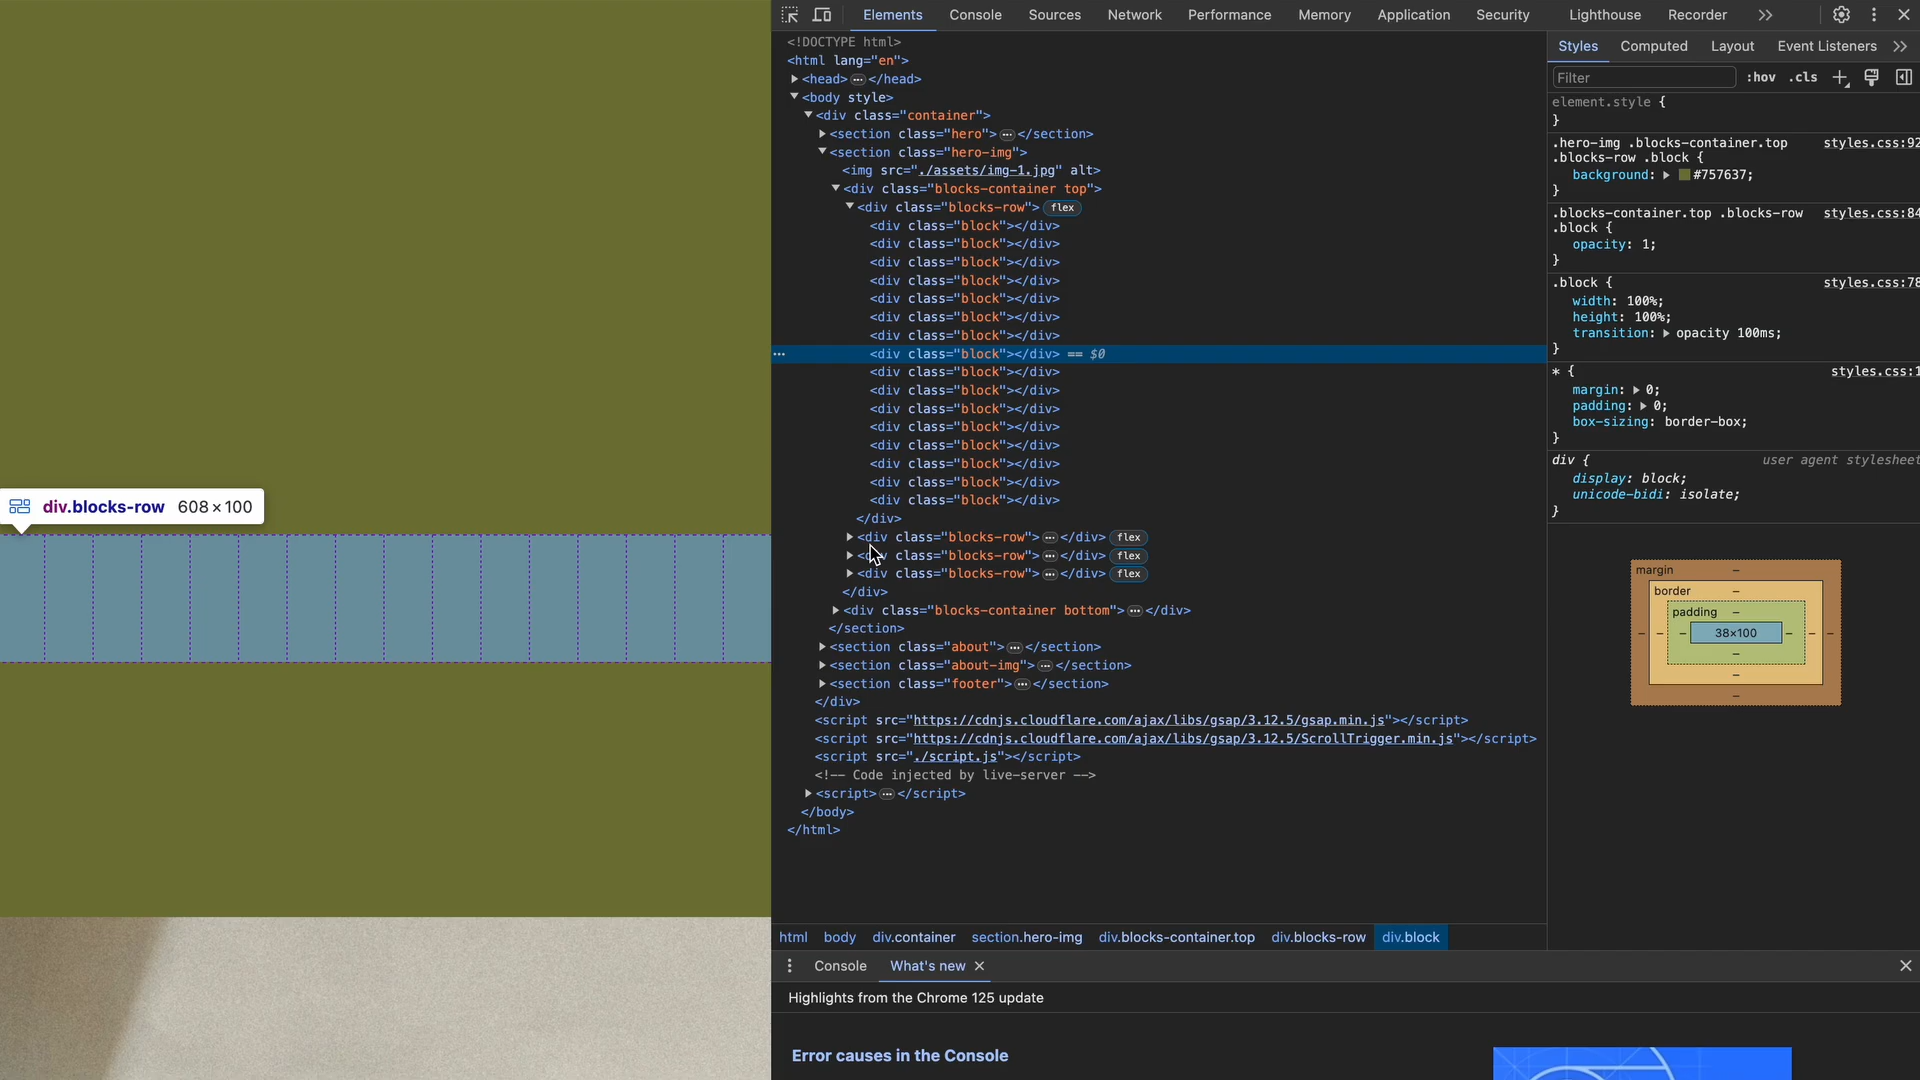 Elements Console Sources Network Performance Memory Application Security Lighthouse Recorder
<!DOCTYPE html>
<html lang="en">
<head> ⋯ </head>
<body style>
<div class="container">
<section class="hero"> ⋯ </section>
<section class="hero-img">
<img src="./assets/img-1.jpg" alt>
<div class="blocks-container top">
<div class="blocks-row"> flex
<div class="block"></div>
<div class="block"></div>
<div class="block"></div>
<div class="block"></div>
<div class="block"></div>
<div class="block"></div>
<div class="block"></div>
<div class="block"></div> == $0
<div class="block"></div>
<div class="block"></div>
<div class="block"></div>
<div class="block"></div>
<div class="block"></div>
<div class="block"></div>
<div class="block"></div>
<div class="block"></div>
</div>
<div class="blocks-row"> ⋯ </div> flex
<div class="blocks-row"> ⋯ </div> flex
<div class="blocks-row"> ⋯ </div> flex
</div>
<div class="blocks-container bottom"> ⋯ </div>
</section>
<section class="about"> ⋯ </section>
<section class="about-img"> ⋯ </section>
<section class="footer"> ⋯ </section>
</div>
<script src="https://cdnjs.cloudflare.com/ajax/libs/gsap/3.12.5/gsap.min.js"></script>
<script src="https://cdnjs.cloudflare.com/ajax/libs/gsap/3.12.5/ScrollTrigger.min.js"></script>
<script src="./script.js"></script>
<!-- Code injected by live-server -->
<script> ⋯ </script>
</body>
</html>
div.blocks-row 608×100
html body div.container section.hero-img div.blocks-container.top div.blocks-row div.block
Styles Computed Layout Event Listeners
Filter :hov .cls
element.style {
}
.hero-img .blocks-container.top styles.css:92
.blocks-row .block {
background: #757637;
}
.blocks-container.top .blocks-row styles.css:84
.block {
opacity: 1;
}
.block { styles.css:78
width: 100%;
height: 100%;
transition: opacity 100ms;
}
* { styles.css:1
margin: 0;
padding: 0;
box-sizing: border-box;
}
div { user agent stylesheet
display: block;
unicode-bidi: isolate;
}
margin –
border –
padding –
– – – 38×100 – – –
–
–
–
Console What's new
Highlights from the Chrome 125 update
Error causes in the Console